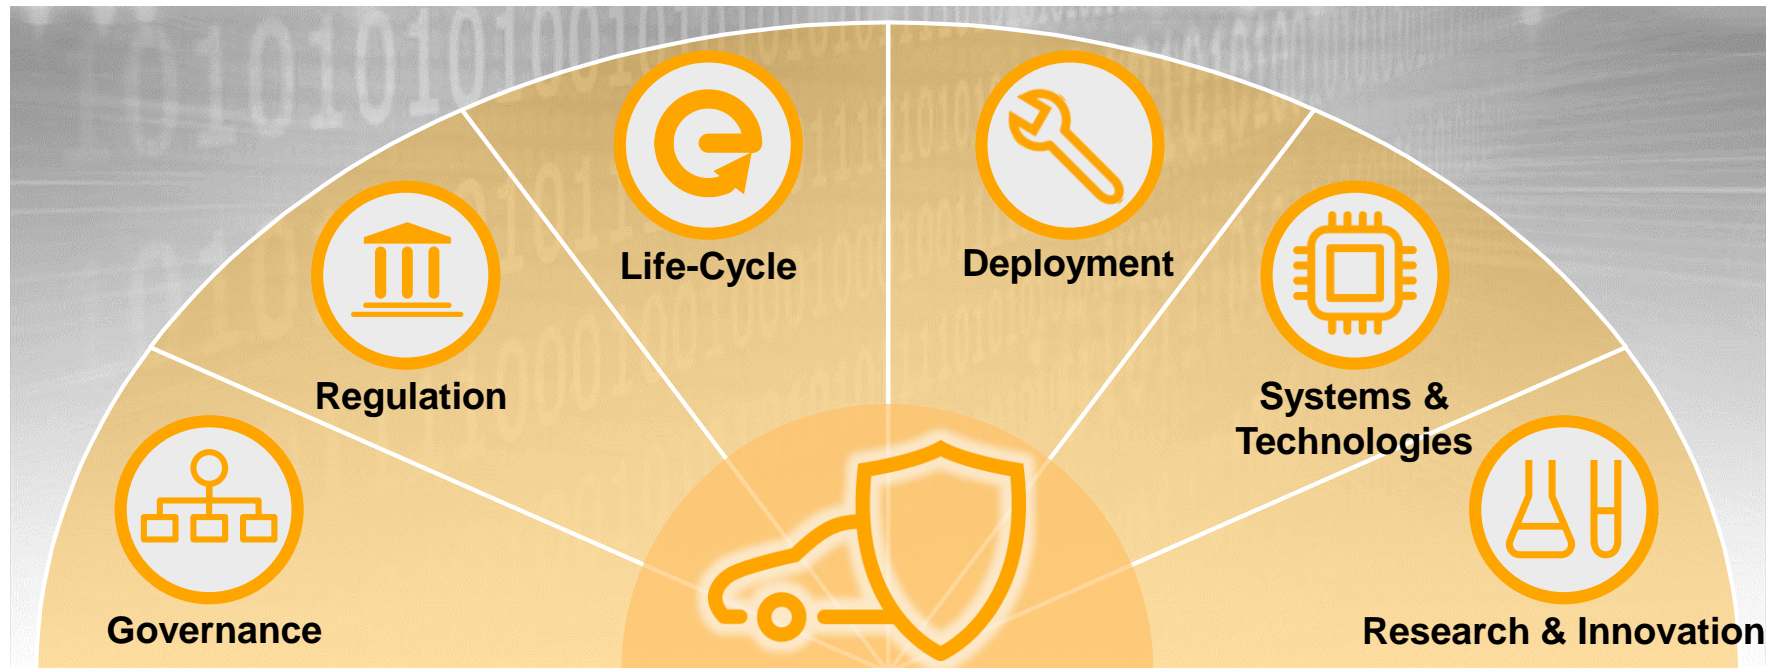 Life-Cycle
Deployment
Regulation
Systems &
Technologies
Governance
Research & Innovation